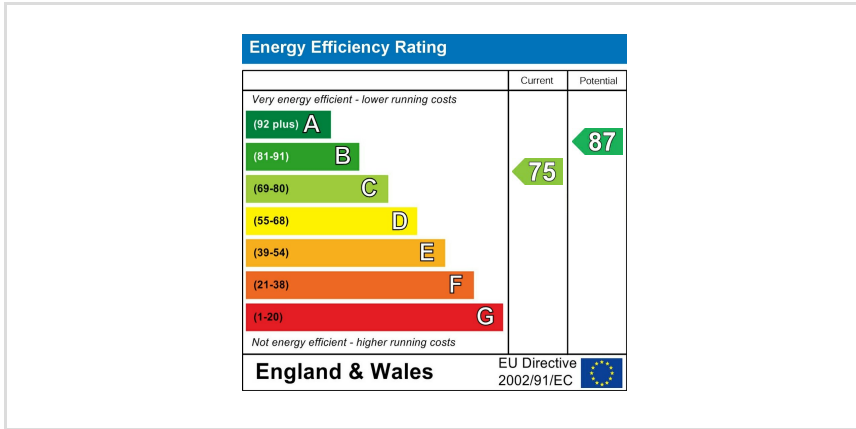 Energy Efficiency Rating
Current Potential
Very energy efficient - lower running costs
(92 plus) A
(81-91) B
87
(69-80) C
75
(55-68) D
(39-54) E
(21-38) F
(1-20) G
Not energy efficient - higher running costs
England & Wales
EU Directive
2002/91/EC